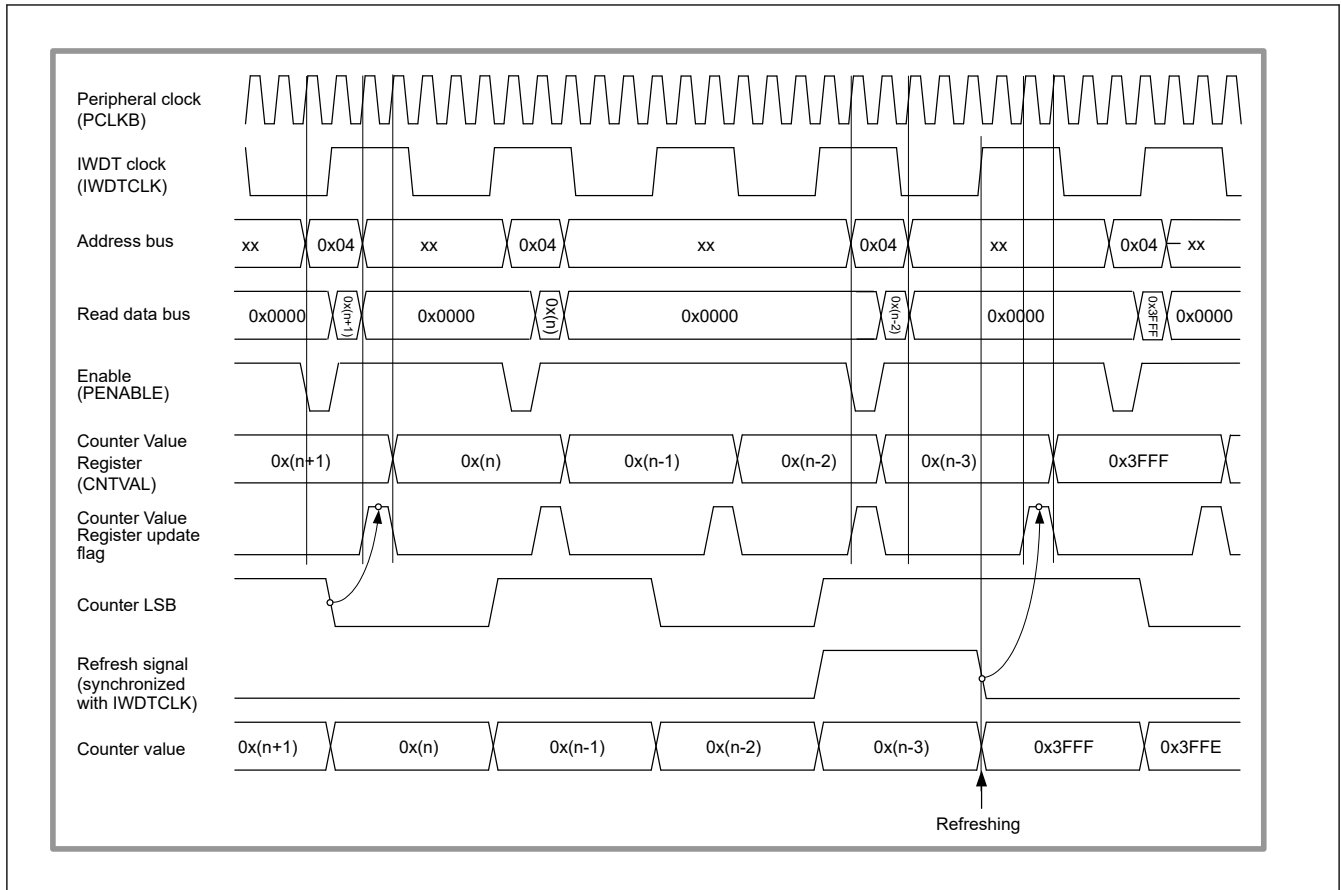 Peripheral clock
(PCLKB)
IWDT clock
(IWDTCLK)
Address bus
xx 0x04 xx 0x04 xx 0x04 xx 0x04 xx
Read data bus
0x0000 0x(n+1) 0x0000 0x(n) 0x0000 0x(n-2) 0x0000 0x3FFF 0x0000
Enable
(PENABLE)
Counter Value
Register
(CNTVAL)
0x(n+1) 0x(n) 0x(n-1) 0x(n-2) 0x(n-3) 0x3FFF
Counter Value
Register update
flag
Counter LSB
Refresh signal
(synchronized
with IWDTCLK)
Counter value
0x(n+1) 0x(n) 0x(n-1) 0x(n-2) 0x(n-3) 0x3FFF 0x3FFE
Refreshing